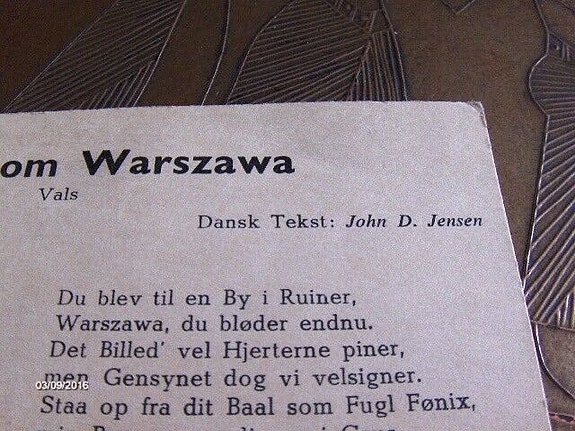 om Warszawa
Vals
Dansk Tekst: John D. Jensen
Du blev til en By i Ruiner,
Warszawa, du bløder endnu.
Det Billed' vel Hjerterne piner,
men Gensynet dog vi velsigner.
03/09/2016
Staa op fra dit Baal som Fugl Fønix,